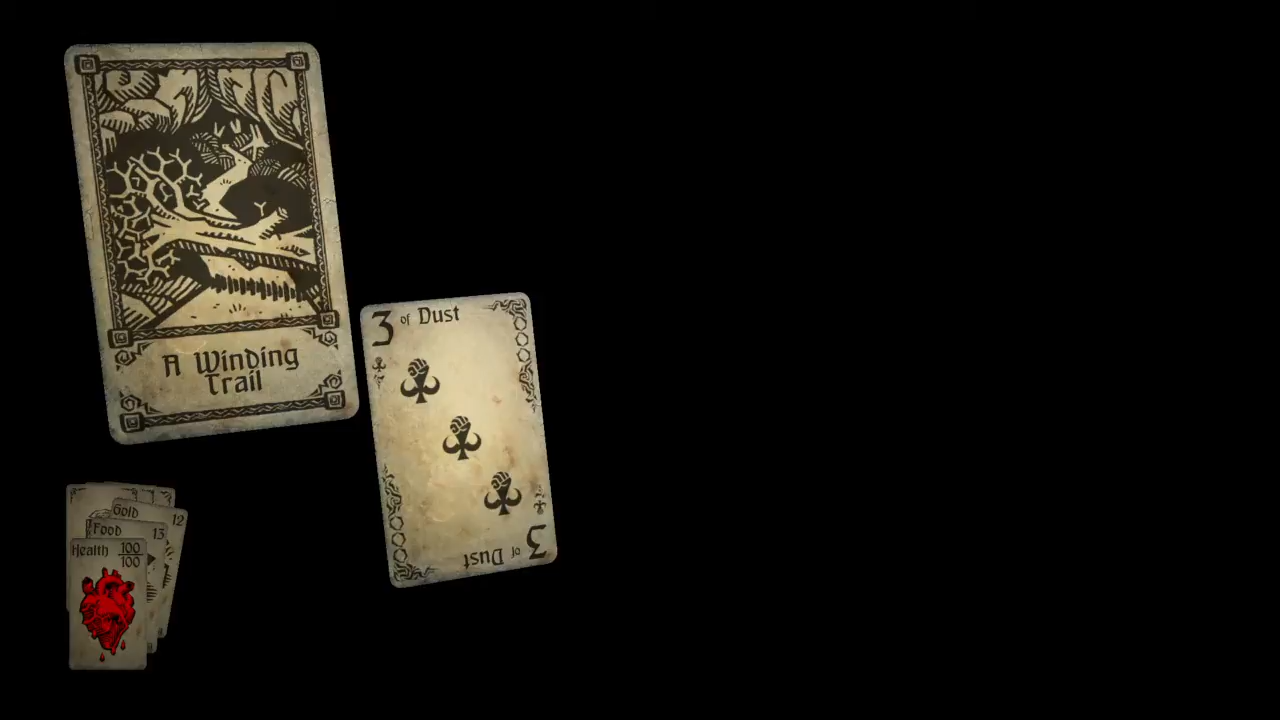 A Winding
Trail
3 of Dust
3 of Dust
Gold
12
Food
13
Health 100
100